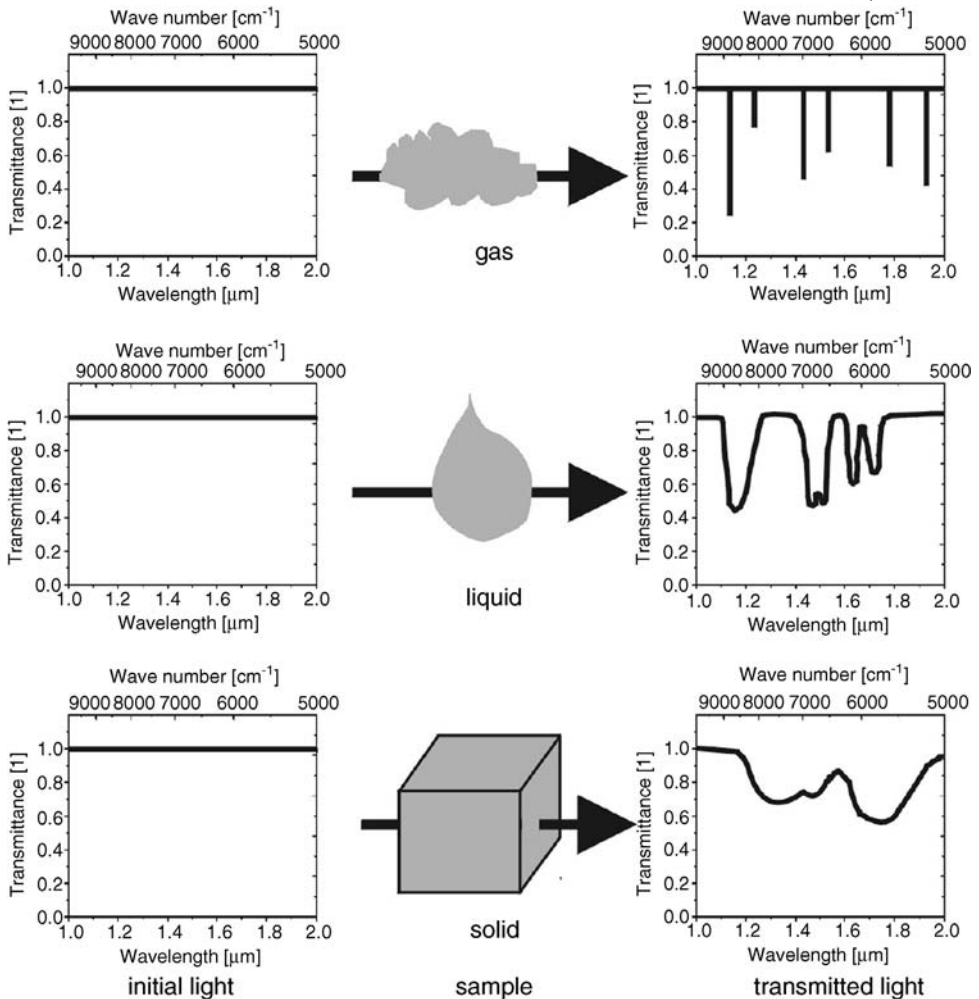 Wave number [cm⁻¹]
9000 8000 7000 6000 5000
Transmittance [1]
1.0
0.8
0.6
0.4
0.2
0.0
1.0 1.2 1.4 1.6 1.8 2.0
Wavelength [μm]
gas
Wave number [cm⁻¹]
9000 8000 7000 6000 5000
Transmittance [1]
1.0
0.8
0.6
0.4
0.2
0.0
1.0 1.2 1.4 1.6 1.8 2.0
Wavelength [μm]
Wave number [cm⁻¹]
9000 8000 7000 6000 5000
Transmittance [1]
1.0
0.8
0.6
0.4
0.2
0.0
1.0 1.2 1.4 1.6 1.8 2.0
Wavelength [μm]
liquid
Wave number [cm⁻¹]
9000 8000 7000 6000 5000
Transmittance [1]
1.0
0.8
0.6
0.4
0.2
0.0
1.0 1.2 1.4 1.6 1.8 2.0
Wavelength [μm]
Wave number [cm⁻¹]
9000 8000 7000 6000 5000
Transmittance [1]
1.0
0.8
0.6
0.4
0.2
0.0
1.0 1.2 1.4 1.6 1.8 2.0
Wavelength [μm]
solid
Wave number [cm⁻¹]
9000 8000 7000 6000 5000
Transmittance [1]
1.0
0.8
0.6
0.4
0.2
0.0
1.0 1.2 1.4 1.6 1.8 2.0
Wavelength [μm]
initial light
sample
transmitted light